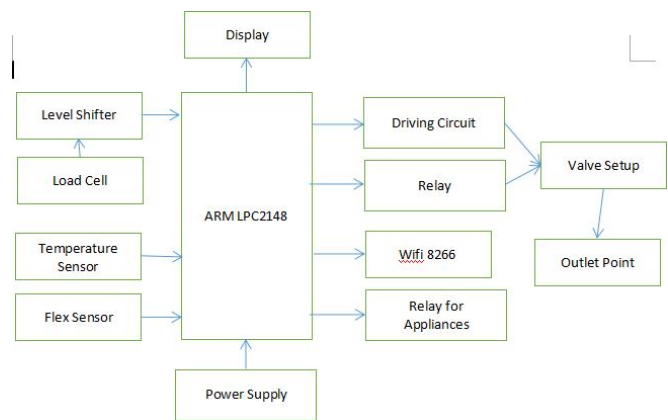 Display
Level Shifter
Load Cell
Temperature
Sensor
Flex Sensor
ARM LPC2148
Power Supply
Driving Circuit
Relay
Wifi 8266
Relay for
Appliances
Valve Setup
Outlet Point